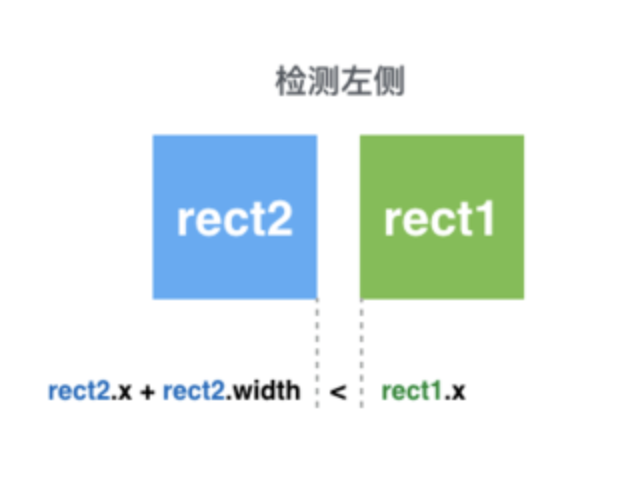 检测左侧
rect2 rect1
rect2.x + rect2.width < rect1.x